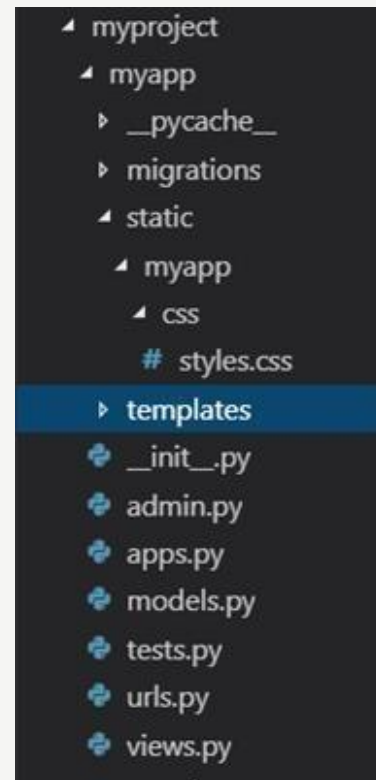 myproject
myapp
__pycache__
migrations
static
myapp
css
# styles.css
templates
__init__.py
admin.py
apps.py
models.py
tests.py
urls.py
views.py